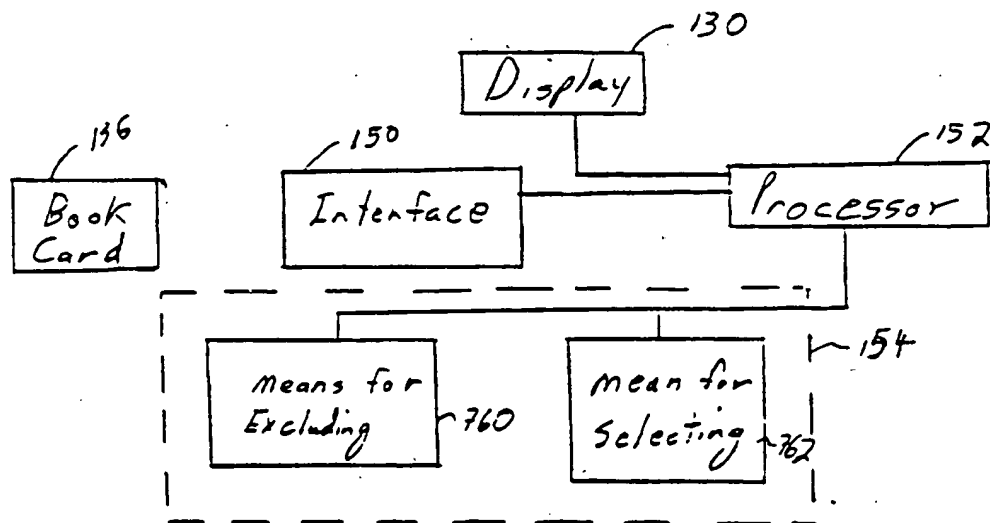 130
Display
136
150
152
Book
Card
Interface
Processor
154
means for
Excluding
760
mean for
Selecting
762